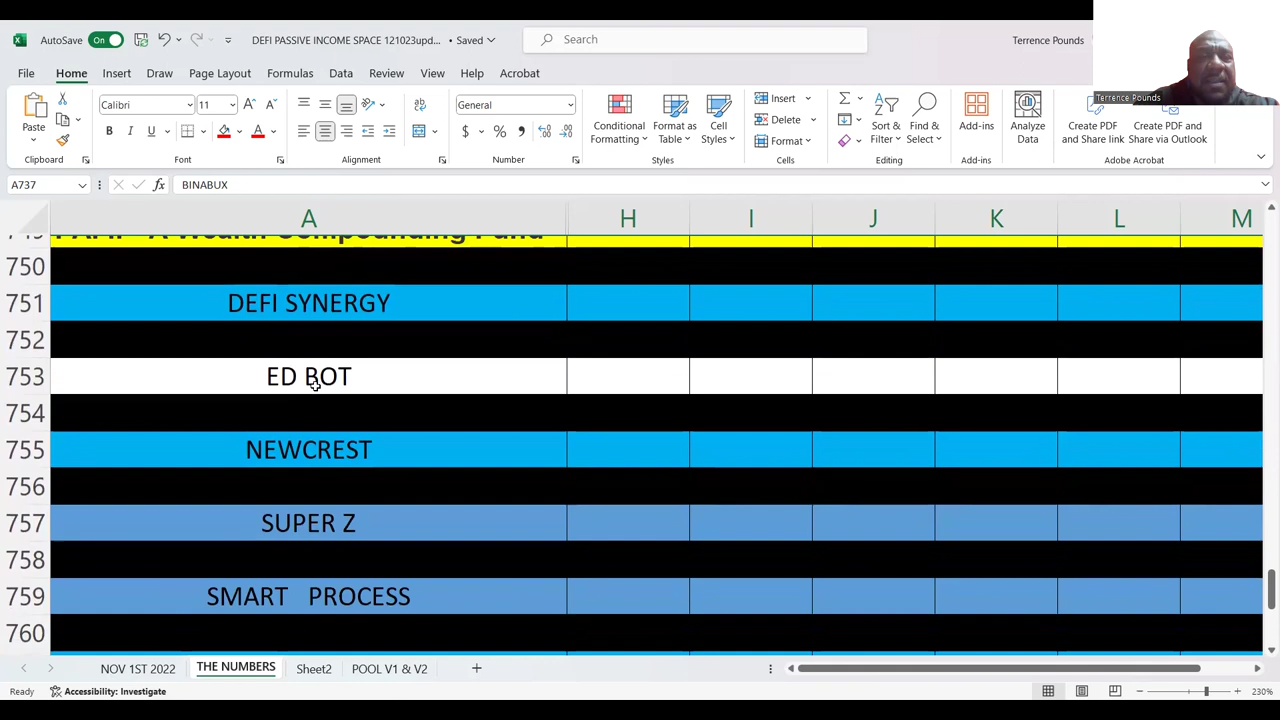 AutoSave On DEFI PASSIVE INCOME SPACE 121023upd... • Saved Search Terrence Pounds
File Home Insert Draw Page Layout Formulas Data Review View Help Acrobat
Terrence Pounds
Paste Calibri 11 A A ab General Conditional Formatting Format as Table Cell Styles Insert Delete Format Sort & Filter Find & Select Add-ins Analyze Data Create PDF and Share link Create PDF and Share via Outlook
B I U A $ % 9
Clipboard Font Alignment Number Styles Cells Editing Add-ins Adobe Acrobat
A737 fx BINABUX
A H I J K L M
750
751 DEFI SYNERGY
752
753 ED BOT
754
755 NEWCREST
756
757 SUPER Z
758
759 SMART PROCESS
760
NOV 1ST 2022 THE NUMBERS Sheet2 POOL V1 & V2 +
Ready Accessibility: Investigate 230%